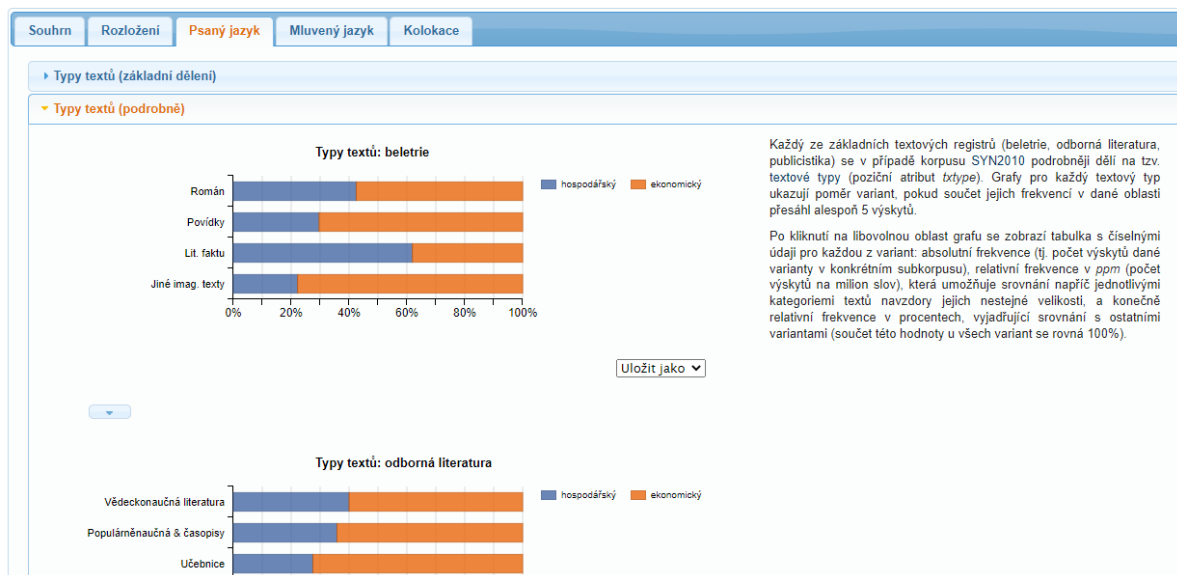 Souhrn Rozložení Psaný jazyk Mluvený jazyk Kolokace
Typy textů (základní dělení)
Typy textů (podrobně)
Typy textů: beletrie
Román
Povídky
Lit. faktu
Jiné imag. texty
0% 20% 40% 60% 80% 100%
hospodářský ekonomický
Uložit jako
Každý ze základních textových registrů (beletrie, odborná literatura,
publicistika) se v případě korpusu SYN2010 podrobněji dělí na tzv.
textové typy (poziční atribut txtype). Grafy pro každý textový typ
ukazují poměr variant, pokud součet jejich frekvencí v dané oblasti
přesáhl alespoň 5 výskytů.
Po kliknutí na libovolnou oblast grafu se zobrazí tabulka s číselnými
údaji pro každou z variant: absolutní frekvence (tj. počet výskytů dané
varianty v konkrétním subkorpusu), relativní frekvence v ppm (počet
výskytů na milion slov), která umožňuje srovnání napříč jednotlivými
kategoriemi textů navzdory jejich nestejné velikosti, a konečně
relativní frekvence v procentech, vyjadřující srovnání s ostatními
variantami (součet této hodnoty u všech variant se rovná 100%).
Typy textů: odborná literatura
Vědeckonaučná literatura
Populárněnaučná & časopisy
Učebnice
hospodářský ekonomický